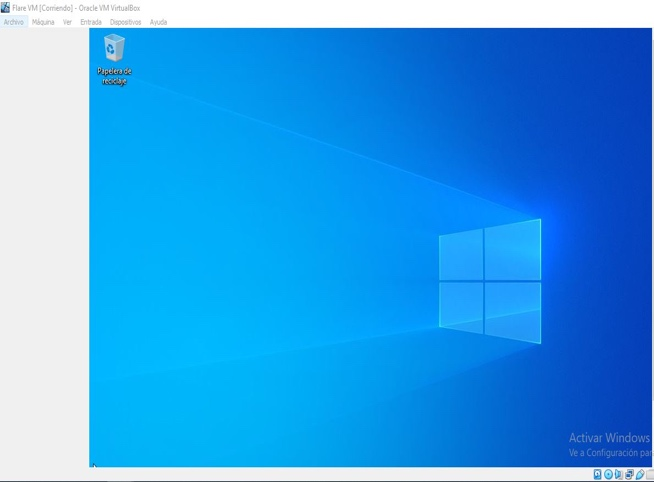 Flare VM [Corriendo] - Oracle VM VirtualBox
Archivo Máquina Ver Entrada Dispositivos Ayuda
Papelera de
reciclaje
Activar Windows
Ve a Configuración par